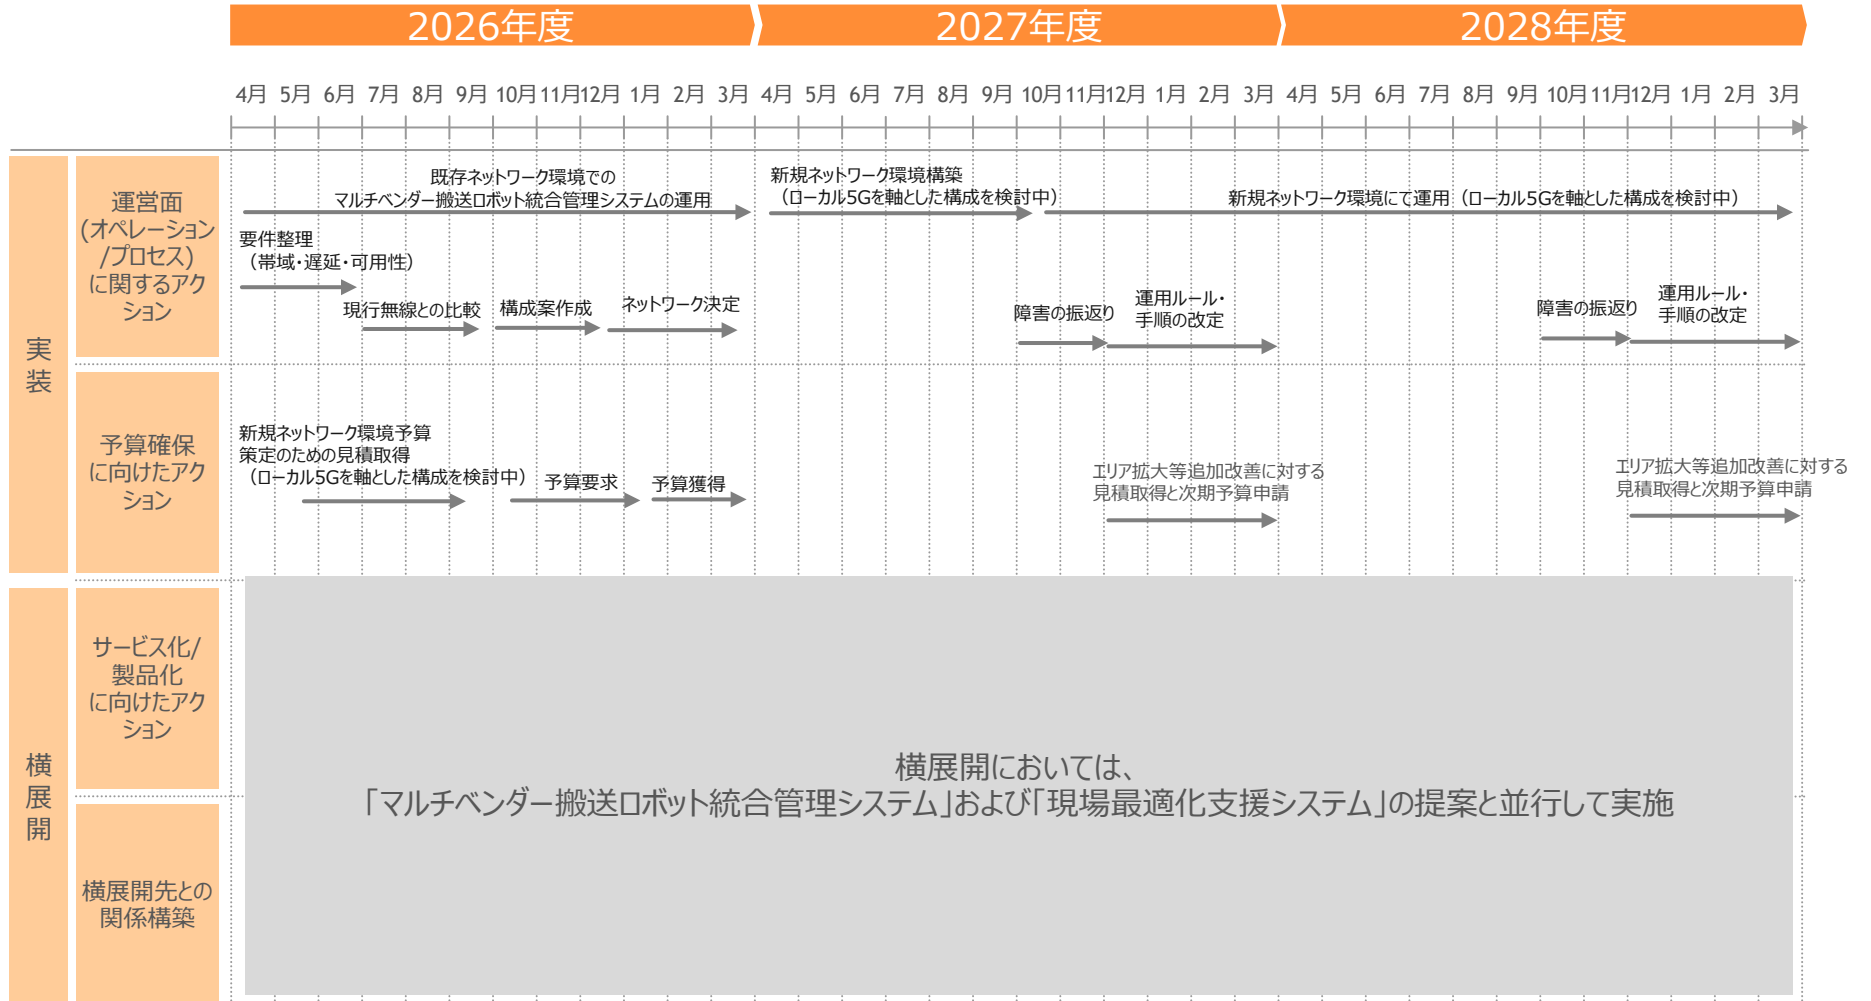 2026年度
2027年度
2028年度
4月 5月 6月 7月 8月 9月 10月 11月 12月 1月 2月 3月 4月 5月 6月 7月 8月 9月 10月 11月 12月 1月 2月 3月 4月 5月 6月 7月 8月 9月 10月 11月 12月 1月 2月 3月
実装
運営面
(オペレーション
/プロセス)
に関するアク
ション
既存ネットワーク環境での
マルチベンダー搬送ロボット統合管理システムの運用
新規ネットワーク環境構築
（ローカル5Gを軸とした構成を検討中）
新規ネットワーク環境にて運用（ローカル5Gを軸とした構成を検討中）
要件整理
（帯域・遅延・可用性）
現行無線との比較
構成案作成
ネットワーク決定
障害の振返り
運用ルール・
手順の改定
障害の振返り
運用ルール・
手順の改定
予算確保
に向けたアク
ション
新規ネットワーク環境予算
策定のための見積取得
（ローカル5Gを軸とした構成を検討中）
予算要求
予算獲得
エリア拡大等追加改善に対する
見積取得と次期予算申請
エリア拡大等追加改善に対する
見積取得と次期予算申請
横展開
サービス化/
製品化
に向けたアク
ション
横展開先との
関係構築
横展開においては、
「マルチベンダー搬送ロボット統合管理システム」および「現場最適化支援システム」の提案と並行して実施